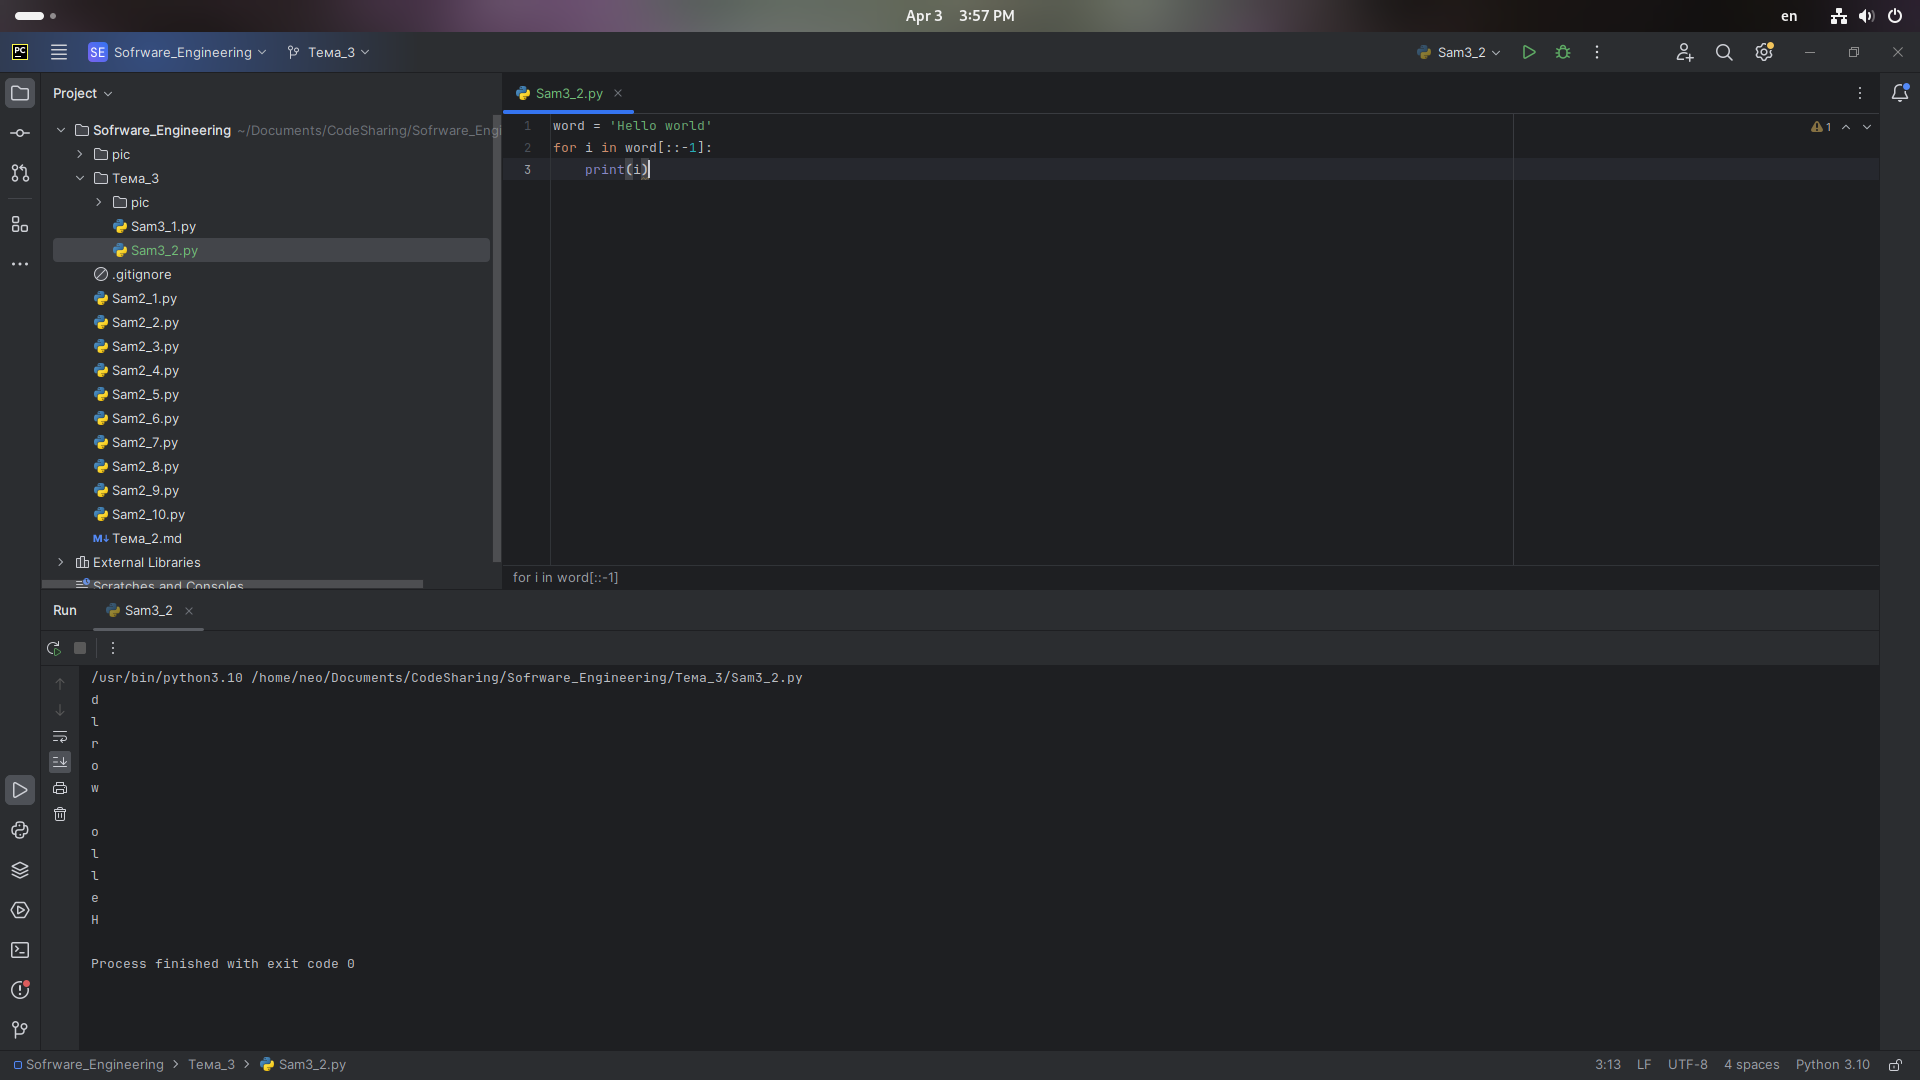 Apr 3 3:57 PM
en
PC
SE Sofrware_Engineering
Тема_3
Sam3_2
Project
Sofrware_Engineering ~/Documents/CodeSharing/Sofrware_Engi
pic
Тема_3
pic
Sam3_1.py
Sam3_2.py
.gitignore
Sam2_1.py
Sam2_2.py
Sam2_3.py
Sam2_4.py
Sam2_5.py
Sam2_6.py
Sam2_7.py
Sam2_8.py
Sam2_9.py
Sam2_10.py
M↓ Тема_2.md
External Libraries
Scratches and Consoles
Sam3_2.py
1 word = 'Hello world'
2 for i in word[::-1]:
3 print(i)
1
for i in word[::-1]
Run
Sam3_2
/usr/bin/python3.10 /home/neo/Documents/CodeSharing/Sofrware_Engineering/Тема_3/Sam3_2.py
d
l
r
o
w
o
l
l
e
H
Process finished with exit code 0
Sofrware_Engineering > Тема_3 > Sam3_2.py
3:13 LF UTF-8 4 spaces Python 3.10